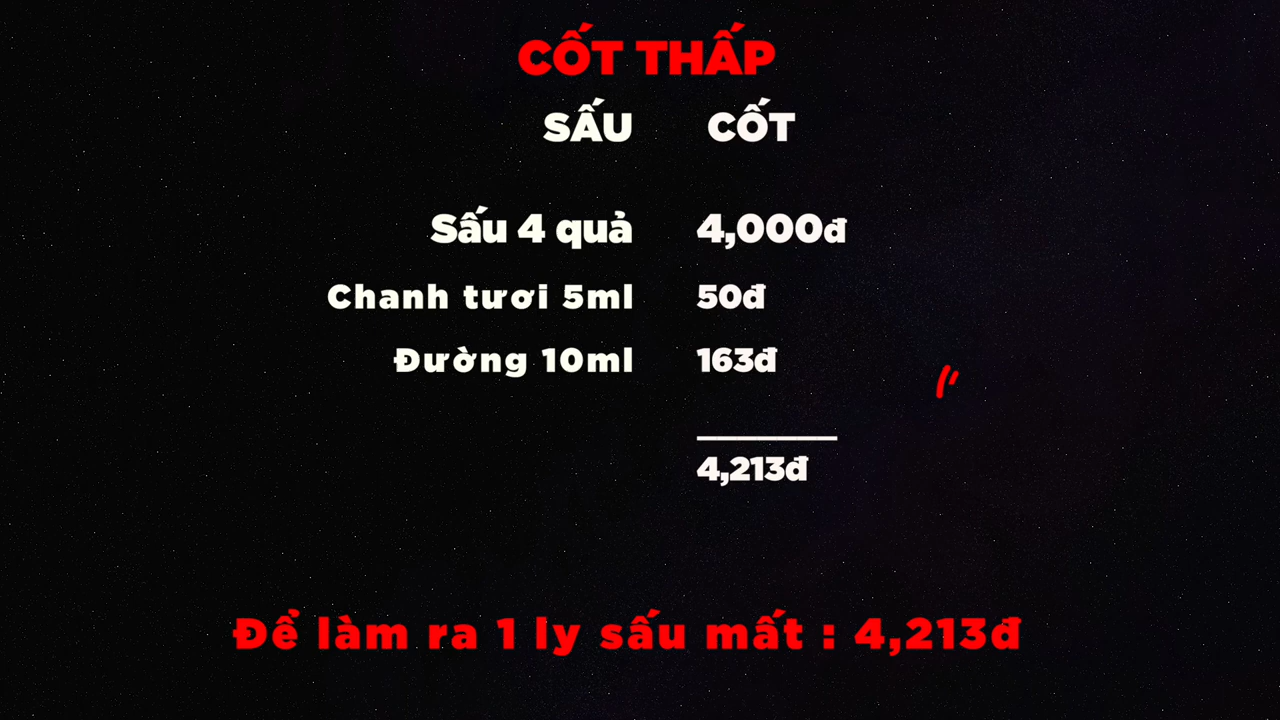 CỐT THẤP
SẤU CỐT
Sấu 4 quả 4,000đ
Chanh tươi 5ml 50đ
Đường 10ml 163đ
4,213đ
Để làm ra 1 ly sấu mất : 4,213đ